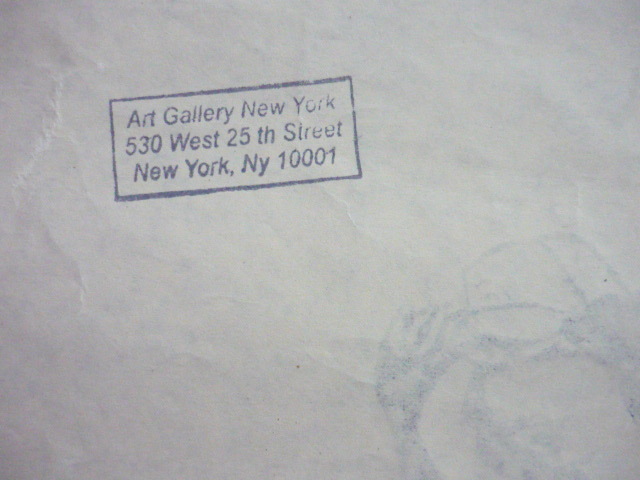 Art Gallery New York
530 West 25 th Street
New York, Ny 10001